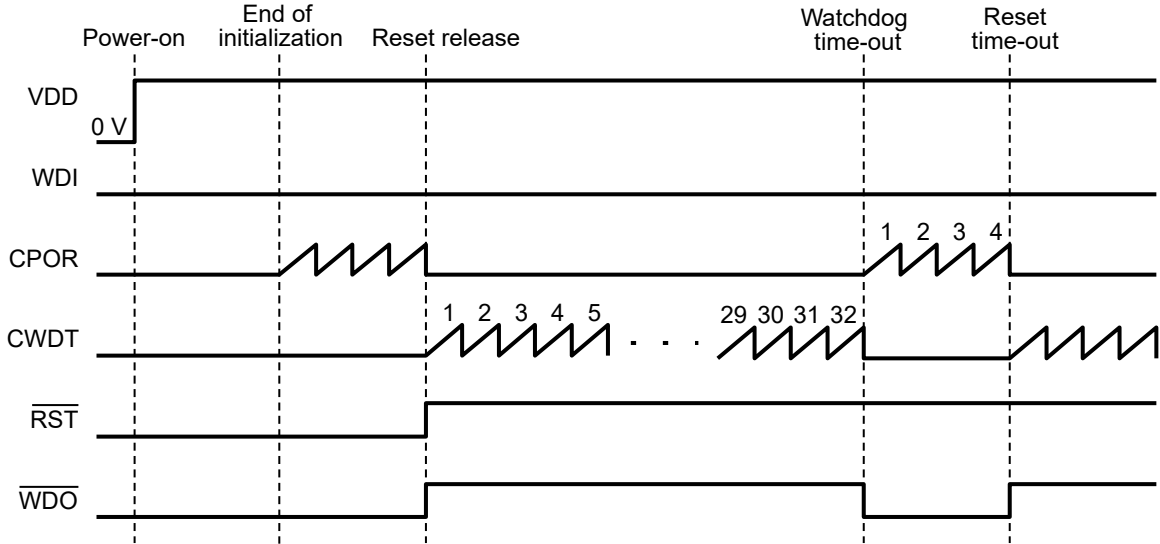 Power-on
End of
initialization
Reset release
Watchdog
time-out
Reset
time-out
VDD
0 V
WDI
CPOR
1 2 3 4
CWDT
1 2 3 4 5 . . . 29 30 31 32
RST
WDO